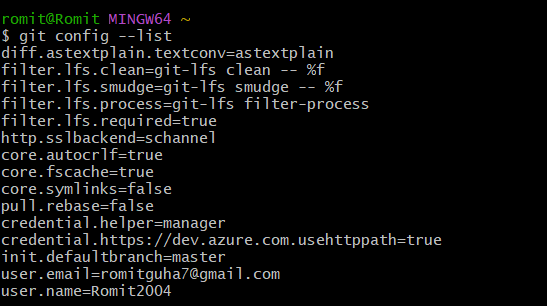 romit@Romit MINGW64 ~
$ git config --list
diff.astextplain.textconv=astextplain
filter.lfs.clean=git-lfs clean -- %f
filter.lfs.smudge=git-lfs smudge -- %f
filter.lfs.process=git-lfs filter-process
filter.lfs.required=true
http.sslbackend=schannel
core.autocrlf=true
core.fscache=true
core.symlinks=false
pull.rebase=false
credential.helper=manager
credential.https://dev.azure.com.usehttppath=true
init.defaultbranch=master
user.email=romitguha7@gmail.com
user.name=Romit2004